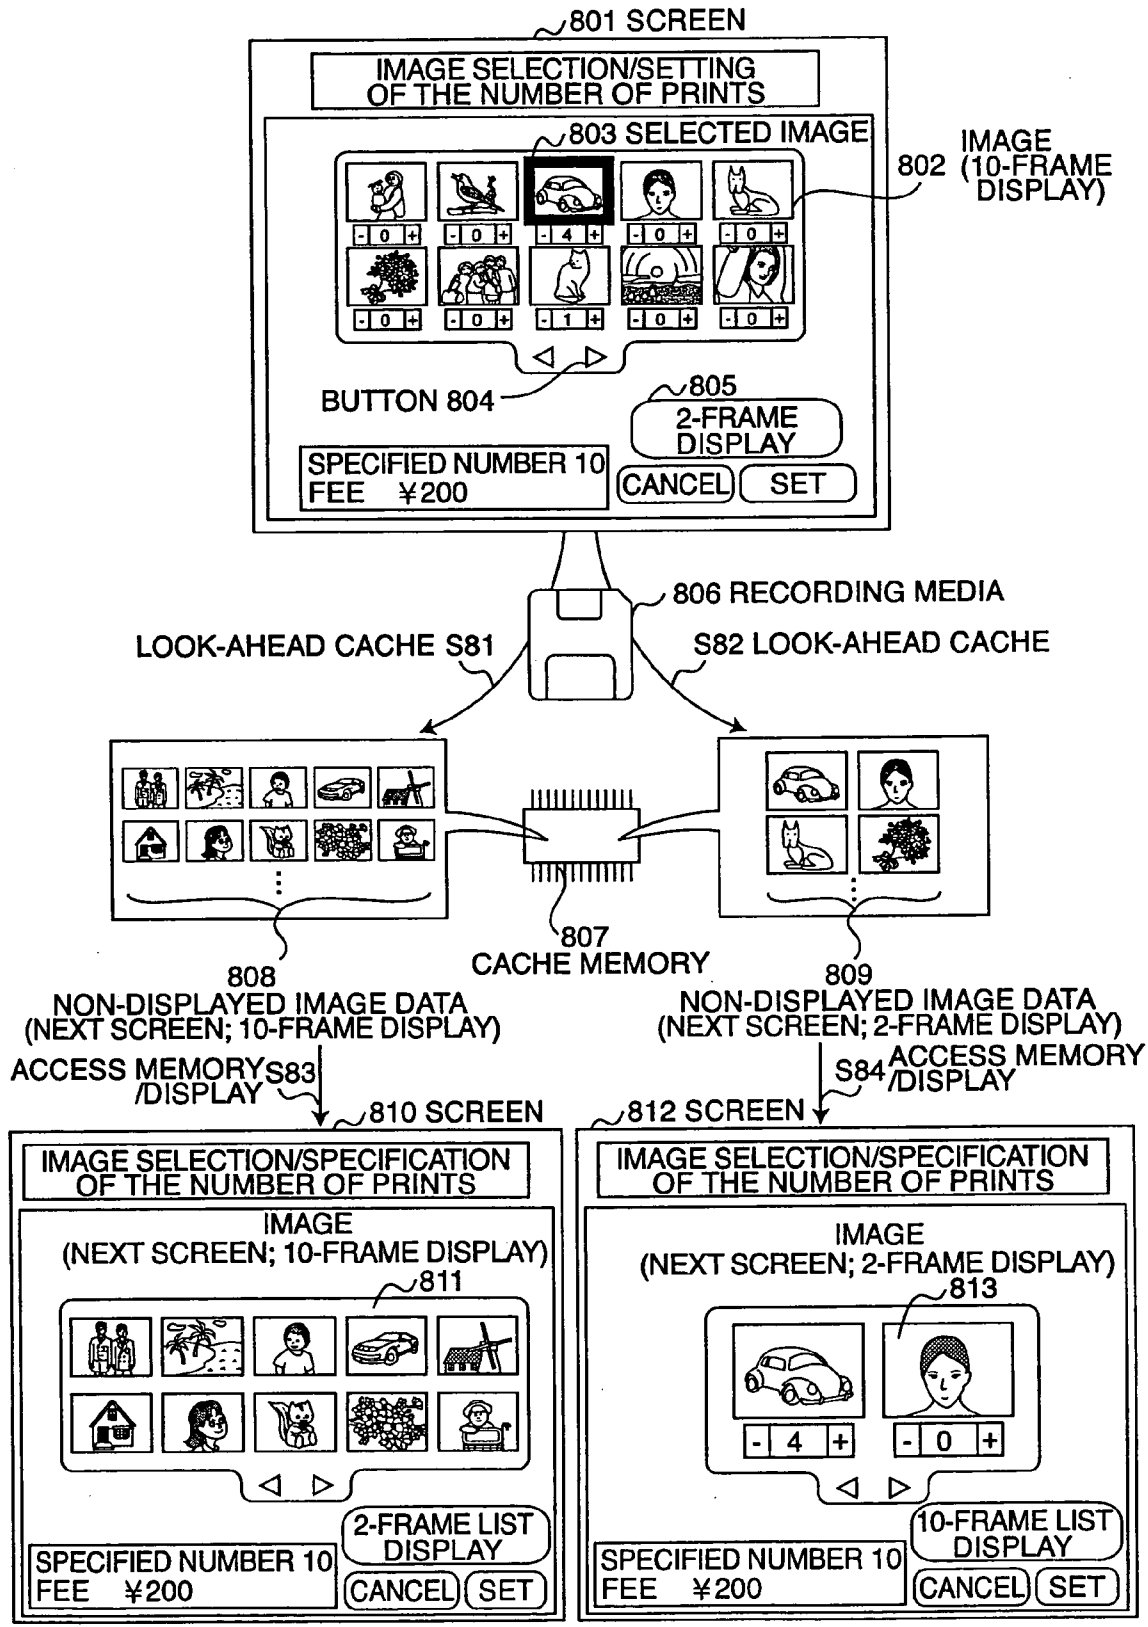 801 SCREEN
IMAGE SELECTION/SETTING
OF THE NUMBER OF PRINTS
803 SELECTED IMAGE
802 IMAGE
(10-FRAME
DISPLAY)
- 0 + - 0 + - 4 + - 0 + - 0 +
- 0 + - 0 + - 1 + - 0 + - 0 +
BUTTON 804
805
2-FRAME
DISPLAY
SPECIFIED NUMBER 10
FEE ¥200
CANCEL SET
806 RECORDING MEDIA
LOOK-AHEAD CACHE S81
S82 LOOK-AHEAD CACHE
807
CACHE MEMORY
808
NON-DISPLAYED IMAGE DATA
(NEXT SCREEN; 10-FRAME DISPLAY)
809
NON-DISPLAYED IMAGE DATA
(NEXT SCREEN; 2-FRAME DISPLAY)
ACCESS MEMORY S83
/DISPLAY
S84 ACCESS MEMORY
/DISPLAY
810 SCREEN
IMAGE SELECTION/SPECIFICATION
OF THE NUMBER OF PRINTS
IMAGE
(NEXT SCREEN; 10-FRAME DISPLAY)
811
2-FRAME LIST
DISPLAY
SPECIFIED NUMBER 10
FEE ¥200
CANCEL SET
812 SCREEN
IMAGE SELECTION/SPECIFICATION
OF THE NUMBER OF PRINTS
IMAGE
(NEXT SCREEN; 2-FRAME DISPLAY)
813
- 4 + - 0 +
10-FRAME LIST
DISPLAY
SPECIFIED NUMBER 10
FEE ¥200
CANCEL SET